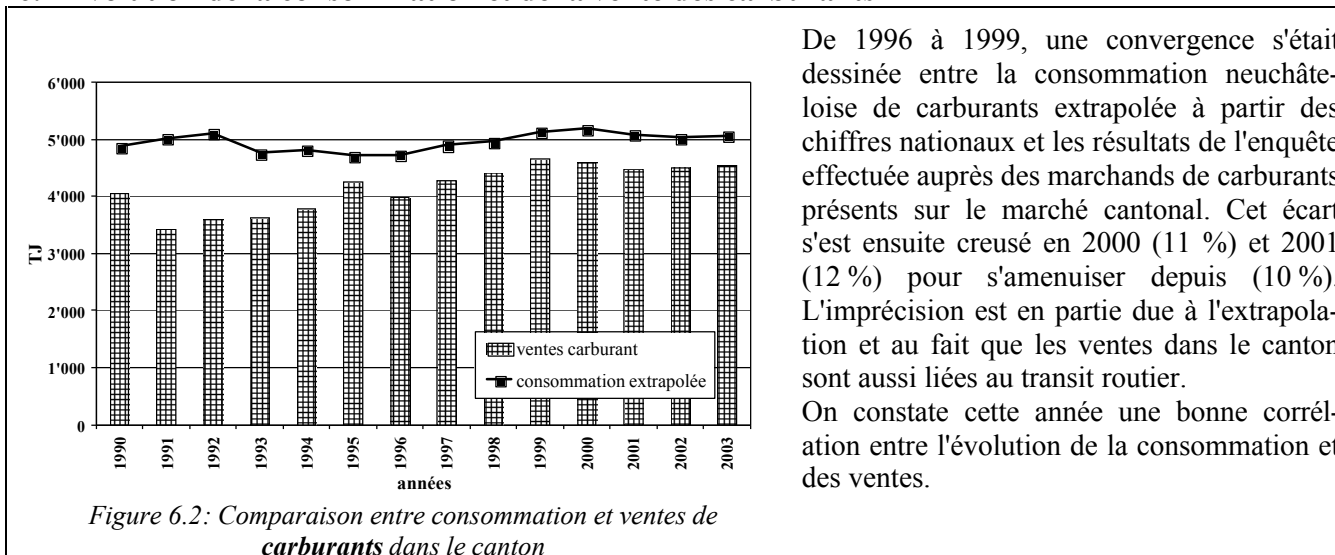 6'000
5'000
4'000
3'000
2'000
1'000
0
TJ
ventes carburant
consommation extrapolée
1990
1991
1992
1993
1994
1995
1996
1997
1998
1999
2000
2001
2002
2003
années
Figure 6.2: Comparaison entre consommation et ventes de
carburants dans le canton
De 1996 à 1999, une convergence s'était
dessinée entre la consommation neuchâte-
loise de carburants extrapolée à partir des
chiffres nationaux et les résultats de l'enquête
effectuée auprès des marchands de carburants
présents sur le marché cantonal. Cet écart
s'est ensuite creusé en 2000 (11 %) et 2001
(12 %) pour s'amenuiser depuis (10 %).
L'imprécision est en partie due à l'extrapola-
tion et au fait que les ventes dans le canton
sont aussi liées au transit routier.
On constate cette année une bonne corrél-
ation entre l'évolution de la consommation et
des ventes.